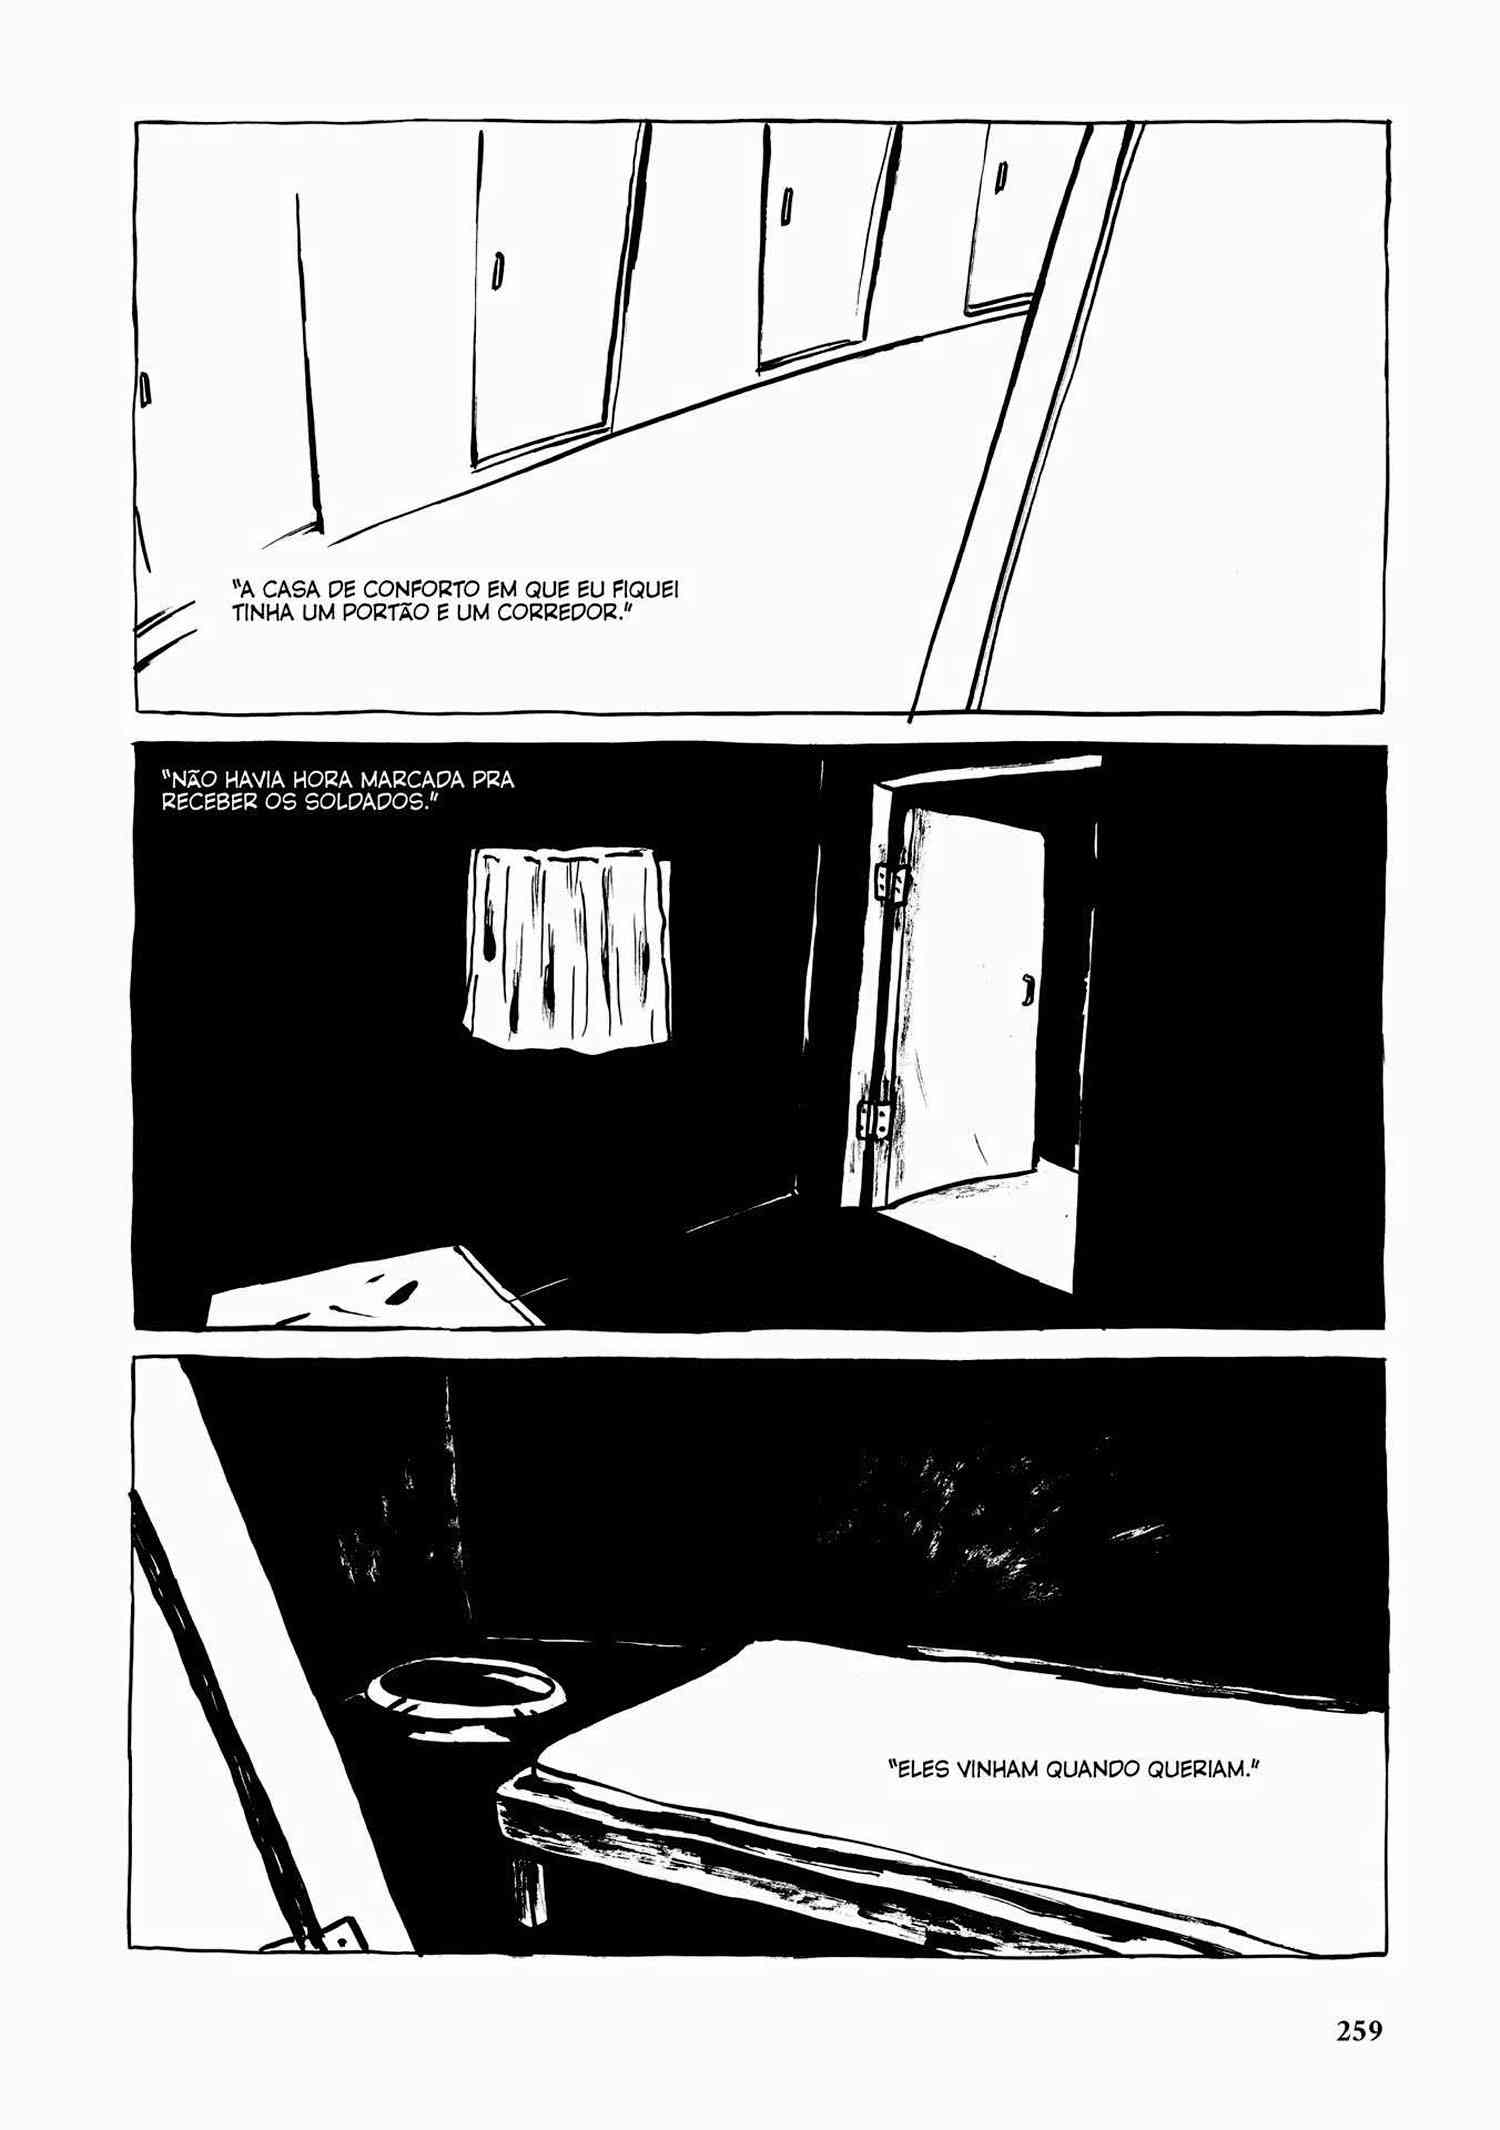 "A CASA DE CONFORTO EM QUE EU FIQUEI
TINHA UM PORTÃO E UM CORREDOR."
"NÃO HAVIA HORA MARCADA PRA
RECEBER OS SOLDADOS."
"ELES VINHAM QUANDO QUERIAM."
259